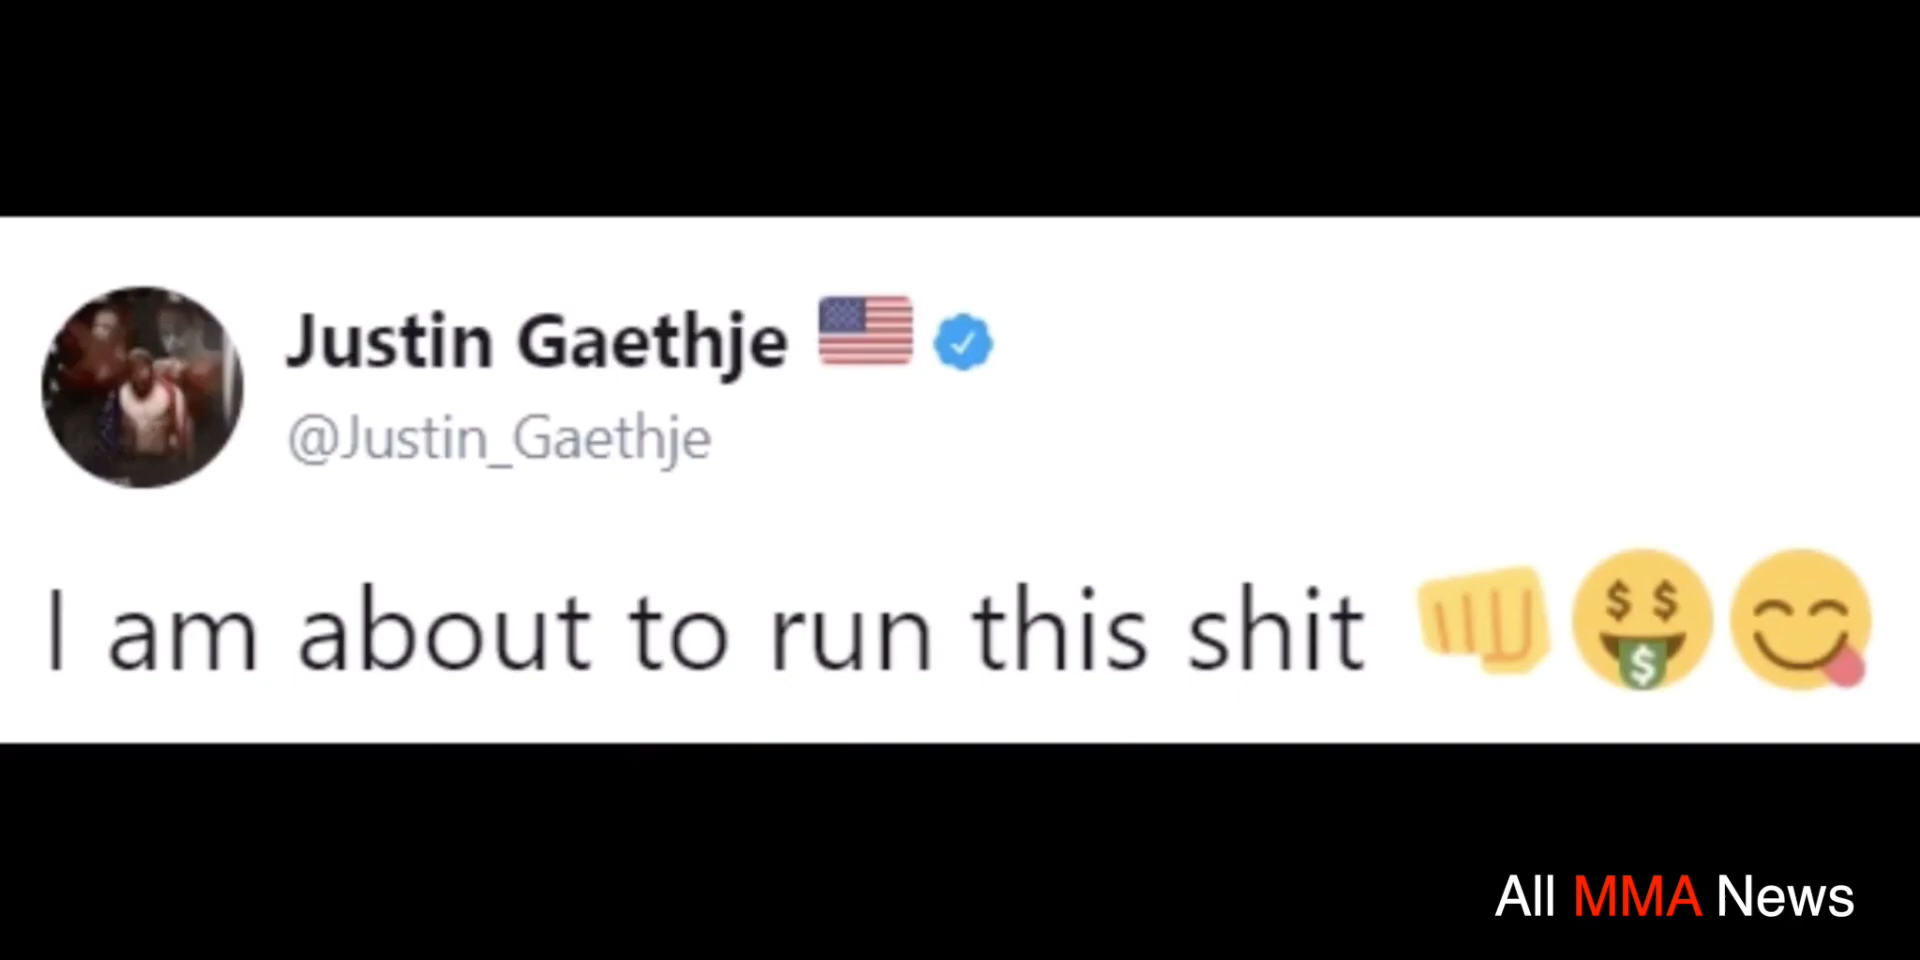 Justin Gaethje 🇺🇸
@Justin_Gaethje
I am about to run this shit 👊🤑😋
All MMA News